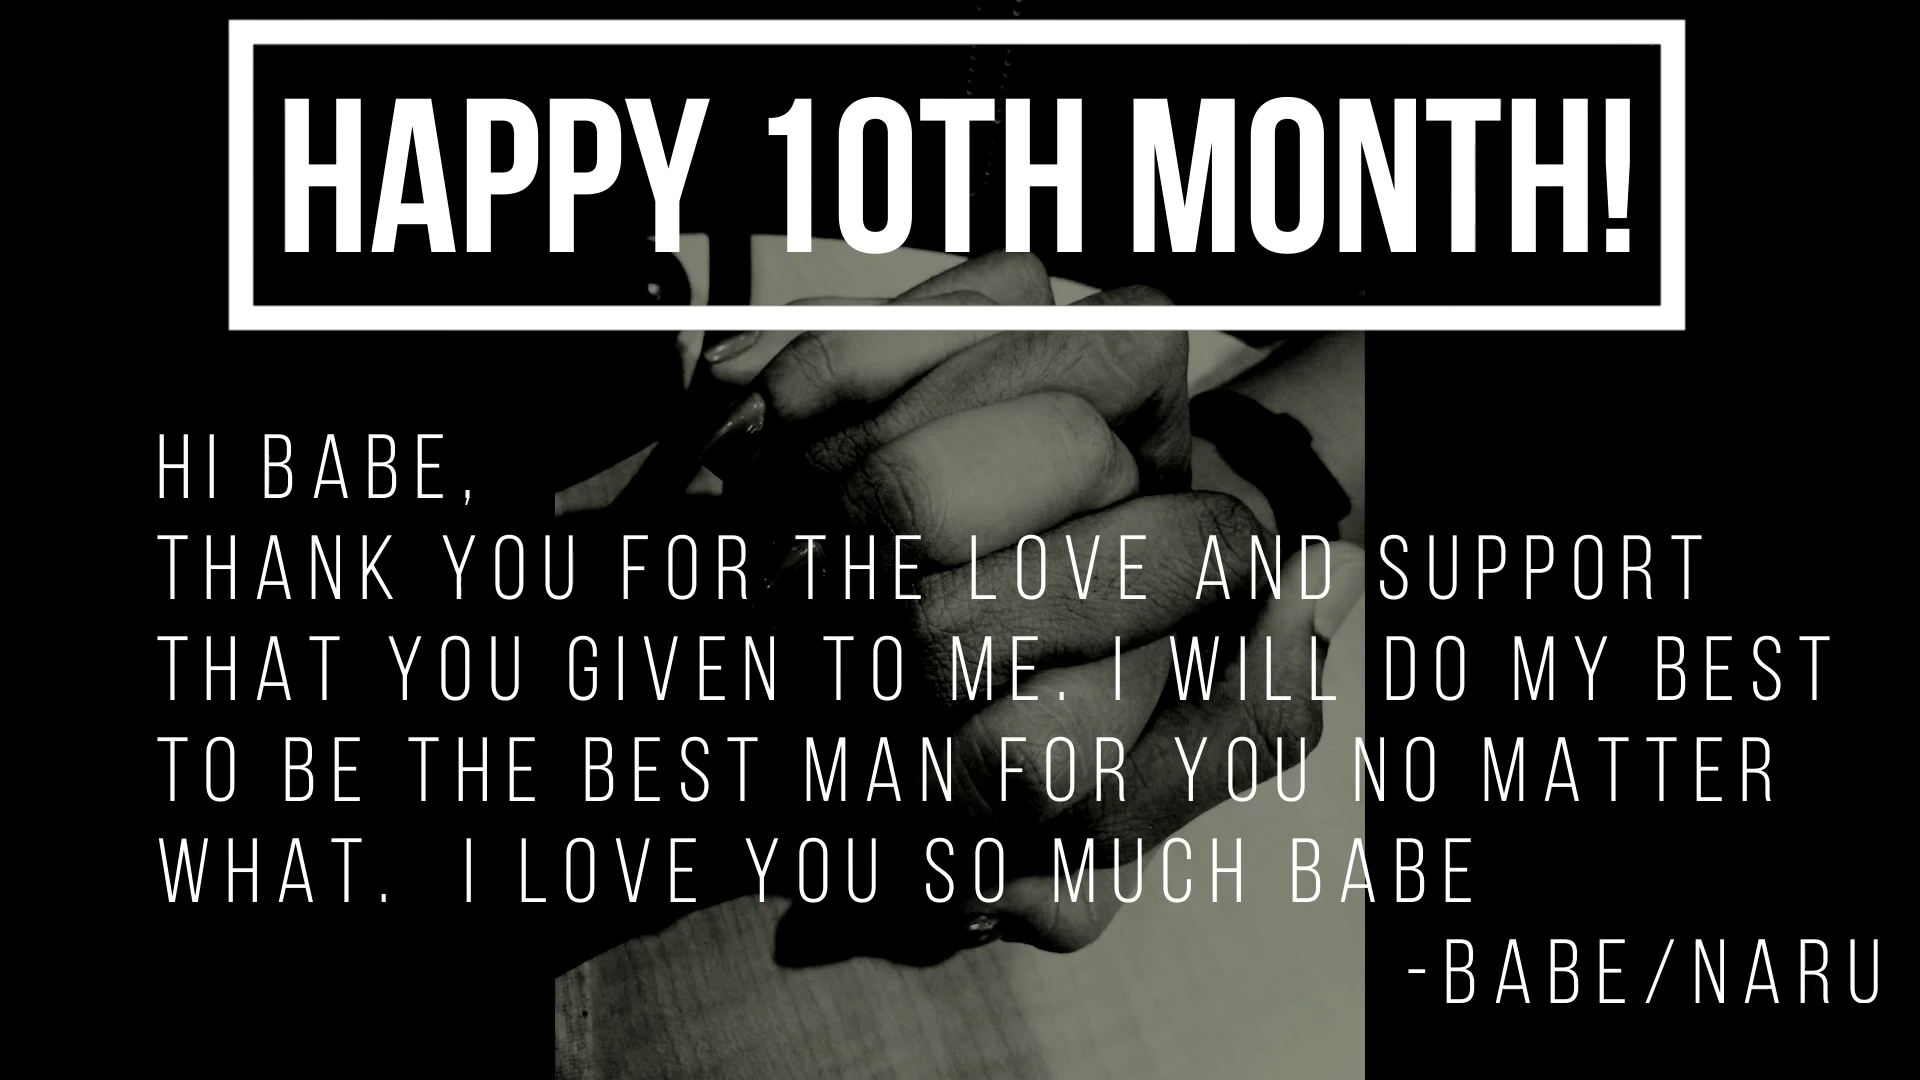 HAPPY 10TH MONTH!
HI BABE,
THANK YOU FOR THE LOVE AND SUPPORT
THAT YOU GIVEN TO ME. I WILL DO MY BEST
TO BE THE BEST MAN FOR YOU NO MATTER
WHAT. I LOVE YOU SO MUCH BABE
-BABE/NARU